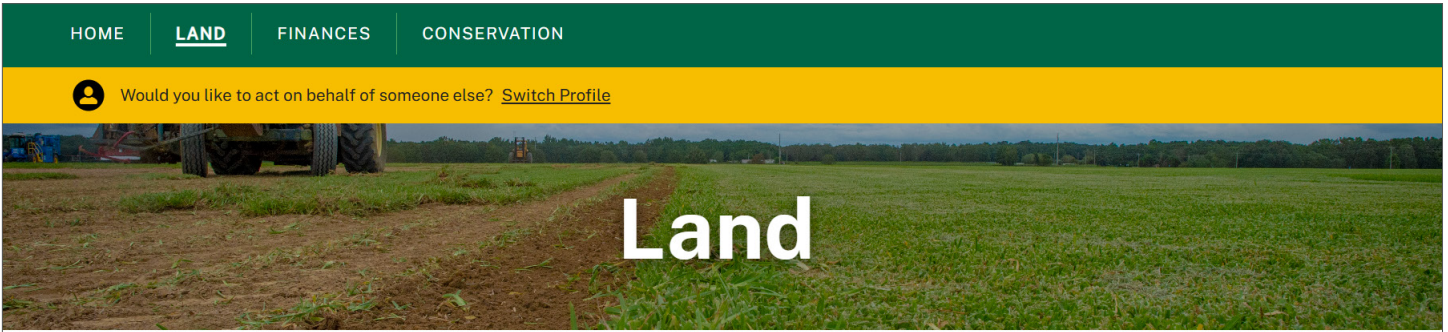 HOME LAND FINANCES CONSERVATION
Would you like to act on behalf of someone else? Switch Profile
Land